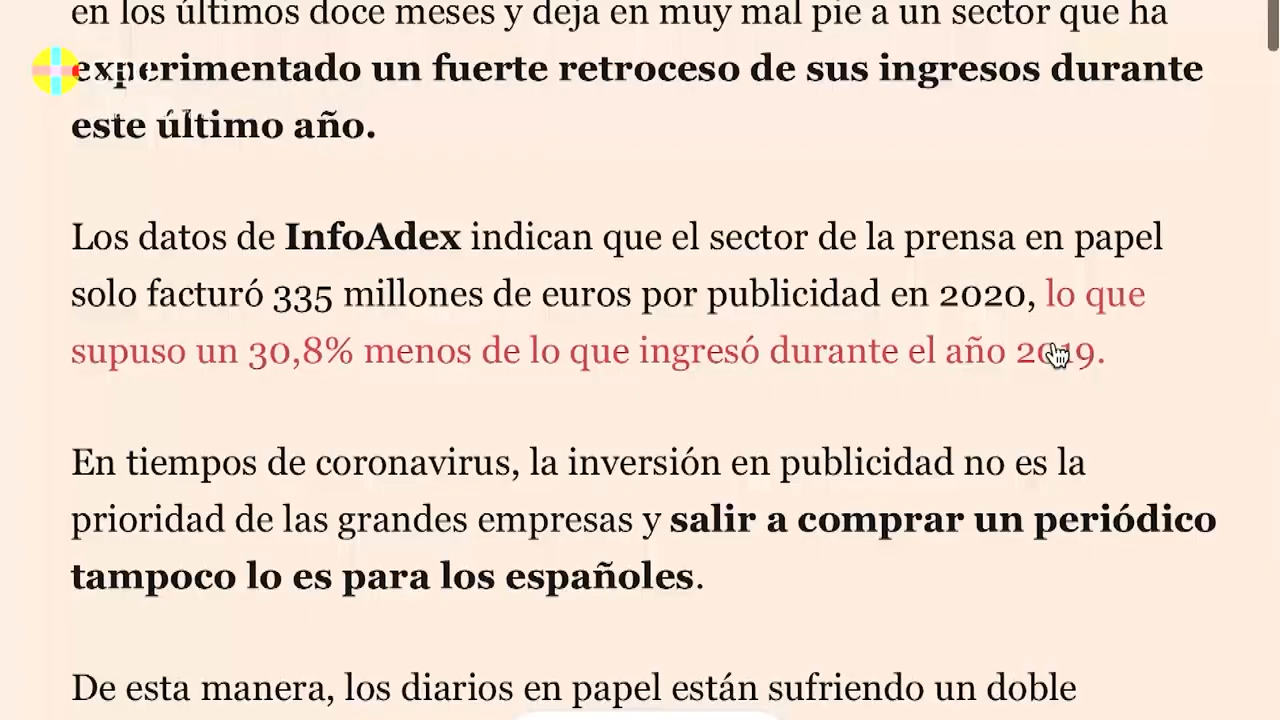 en los últimos doce meses y deja en muy mal pie a un sector que ha
experimentado un fuerte retroceso de sus ingresos durante
este último año.
Los datos de InfoAdex indican que el sector de la prensa en papel
solo facturó 335 millones de euros por publicidad en 2020, lo que
supuso un 30,8% menos de lo que ingresó durante el año 2019.
En tiempos de coronavirus, la inversión en publicidad no es la
prioridad de las grandes empresas y salir a comprar un periódico
tampoco lo es para los españoles.
De esta manera, los diarios en papel están sufriendo un doble